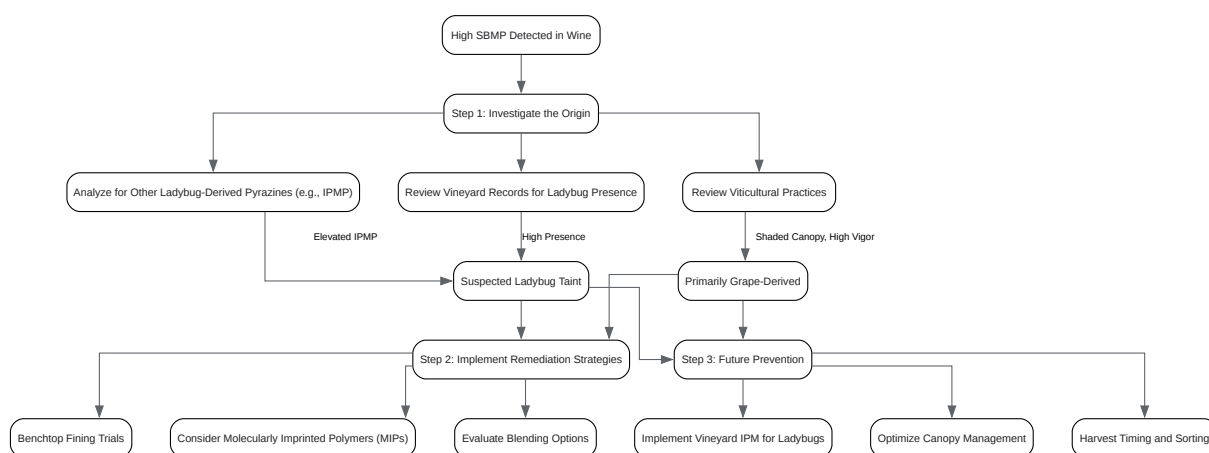 High SBMP Detected in Wine
Step 1: Investigate the Origin
Analyze for Other Ladybug-Derived Pyrazines (e.g., IPMP)
Review Vineyard Records for Ladybug Presence
Review Viticultural Practices
Elevated IPMP
High Presence
Shaded Canopy, High Vigor
Suspected Ladybug Taint
Primarily Grape-Derived
Step 2: Implement Remediation Strategies
Step 3: Future Prevention
Benchtop Fining Trials
Consider Molecularly Imprinted Polymers (MIPs)
Evaluate Blending Options
Implement Vineyard IPM for Ladybugs
Optimize Canopy Management
Harvest Timing and Sorting